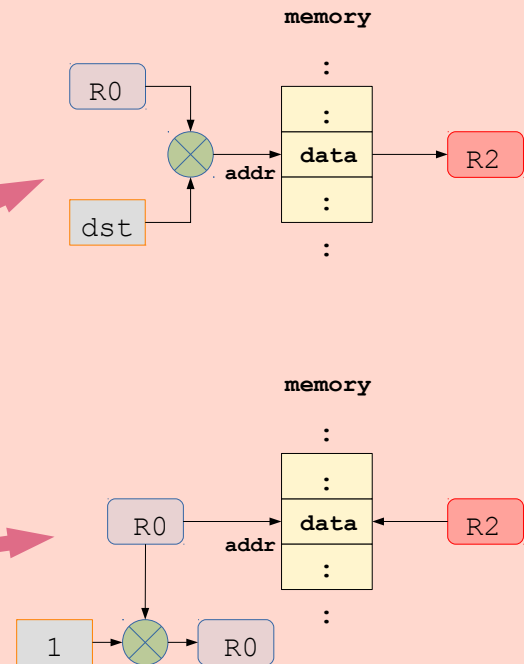 memory
:
R0
:
data
addr
R2
dst
:
:
memory
:
:
R0
data
addr
R2
:
:
1
R0